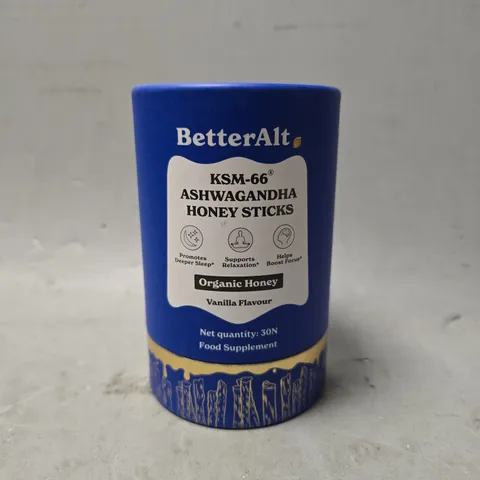 BetterAlt
KSM-66®
ASHWAGANDHA
HONEY STICKS
Promotes Supports Helps
Deeper Sleep* Relaxation* Boost Focus*
Organic Honey
Vanilla Flavour
Net quantity: 30N
Food Supplement